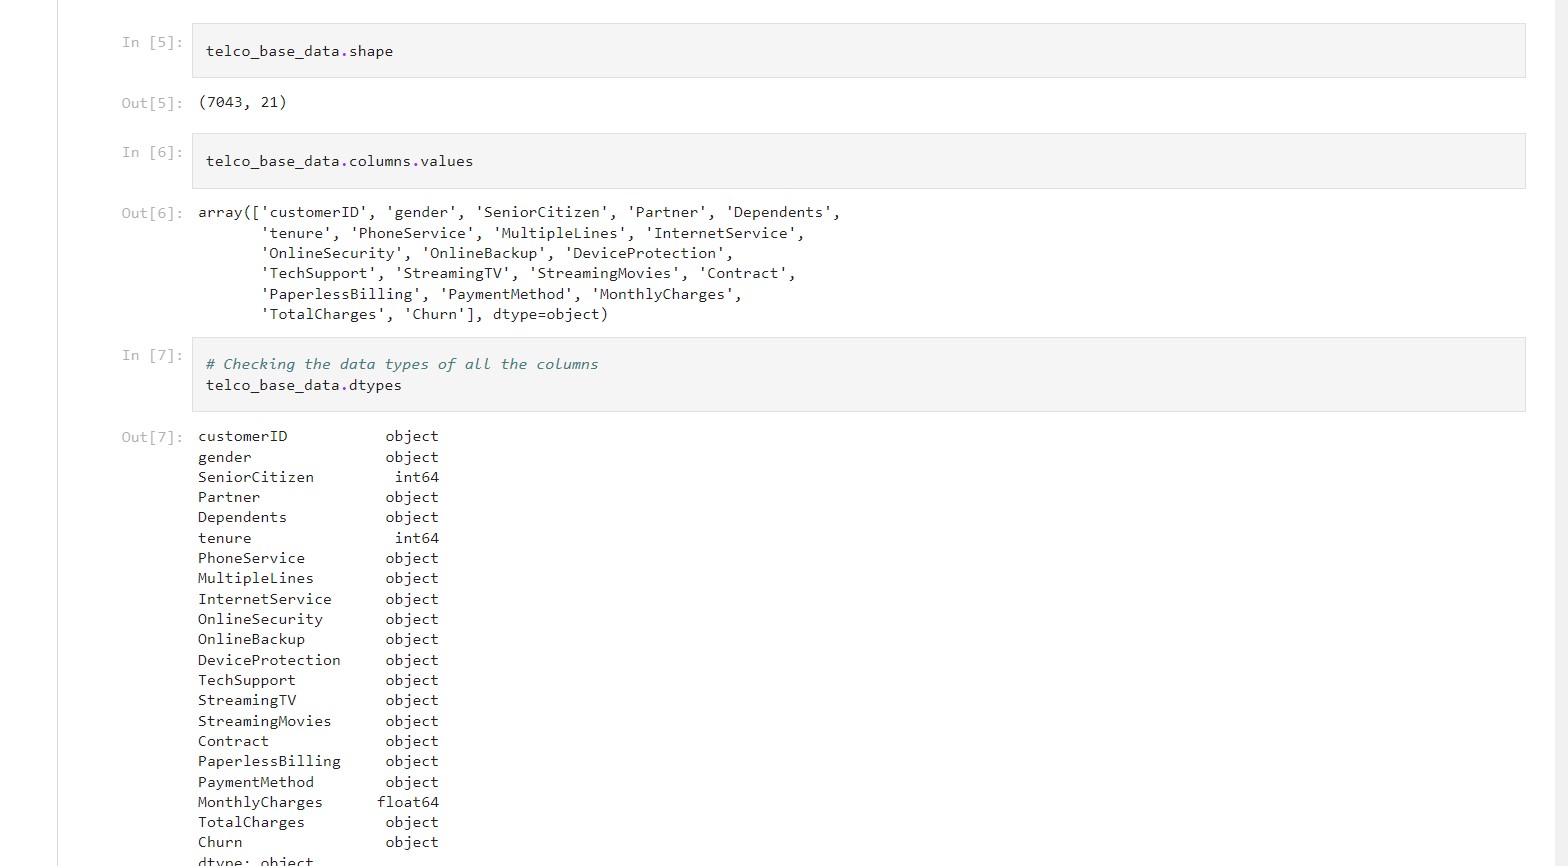 In [5]:
telco_base_data.shape
Out[5]: (7043, 21)
In [6]:
telco_base_data.columns.values
Out[6]: array(['customerID', 'gender', 'SeniorCitizen', 'Partner', 'Dependents',
'tenure', 'PhoneService', 'MultipleLines', 'InternetService',
'OnlineSecurity', 'OnlineBackup', 'DeviceProtection',
'TechSupport', 'StreamingTV', 'StreamingMovies', 'Contract',
'PaperlessBilling', 'PaymentMethod', 'MonthlyCharges',
'TotalCharges', 'Churn'], dtype=object)
In [7]:
# Checking the data types of all the columns
telco_base_data.dtypes
Out[7]: customerID object
gender object
SeniorCitizen int64
Partner object
Dependents object
tenure int64
PhoneService object
MultipleLines object
InternetService object
OnlineSecurity object
OnlineBackup object
DeviceProtection object
TechSupport object
StreamingTV object
StreamingMovies object
Contract object
PaperlessBilling object
PaymentMethod object
MonthlyCharges float64
TotalCharges object
Churn object
dtype: object